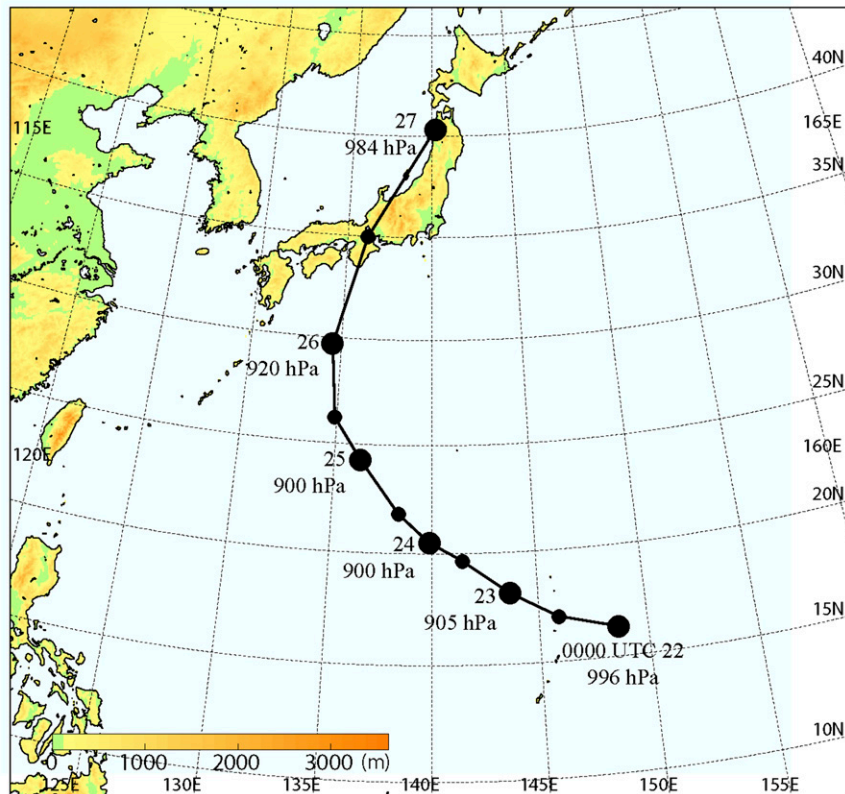 40N
115E
165E
27
984 hPa
35N
30N
26
920 hPa
25N
120E
25
160E
900 hPa
20N
24
900 hPa
23
15N
905 hPa
0000 UTC 22
996 hPa
10N
0 1000 2000 3000 (m)
125E 130E 135E 140E 145E 150E 155E